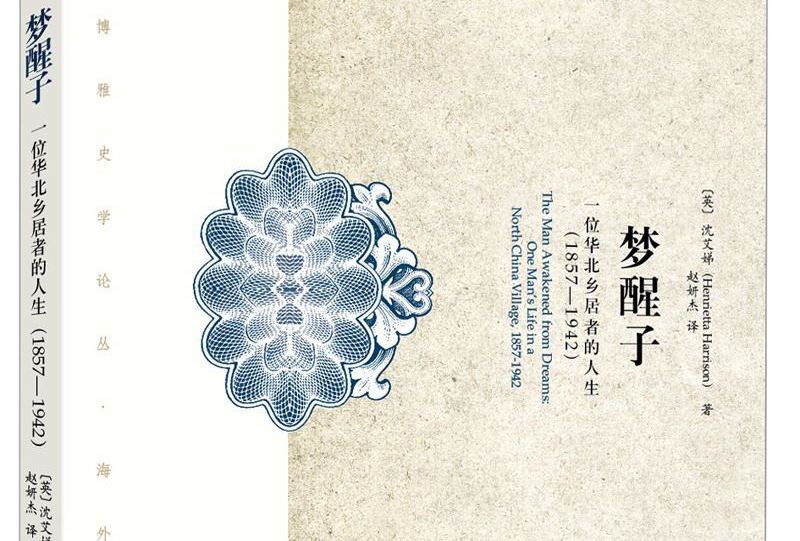 梦醒子
一位华北乡居者的人生(1857—1942)
〔英〕沈艾娣
赵妍杰 译
博雅史学论丛·海外
〔英〕沈艾娣 (Henrietta Harrison) 著
赵妍杰 译
梦醒子
一位华北乡居者的人生
(1857—1942)
The Man Awakened from Dreams:
One Man's Life in a
North China Village, 1857-1942